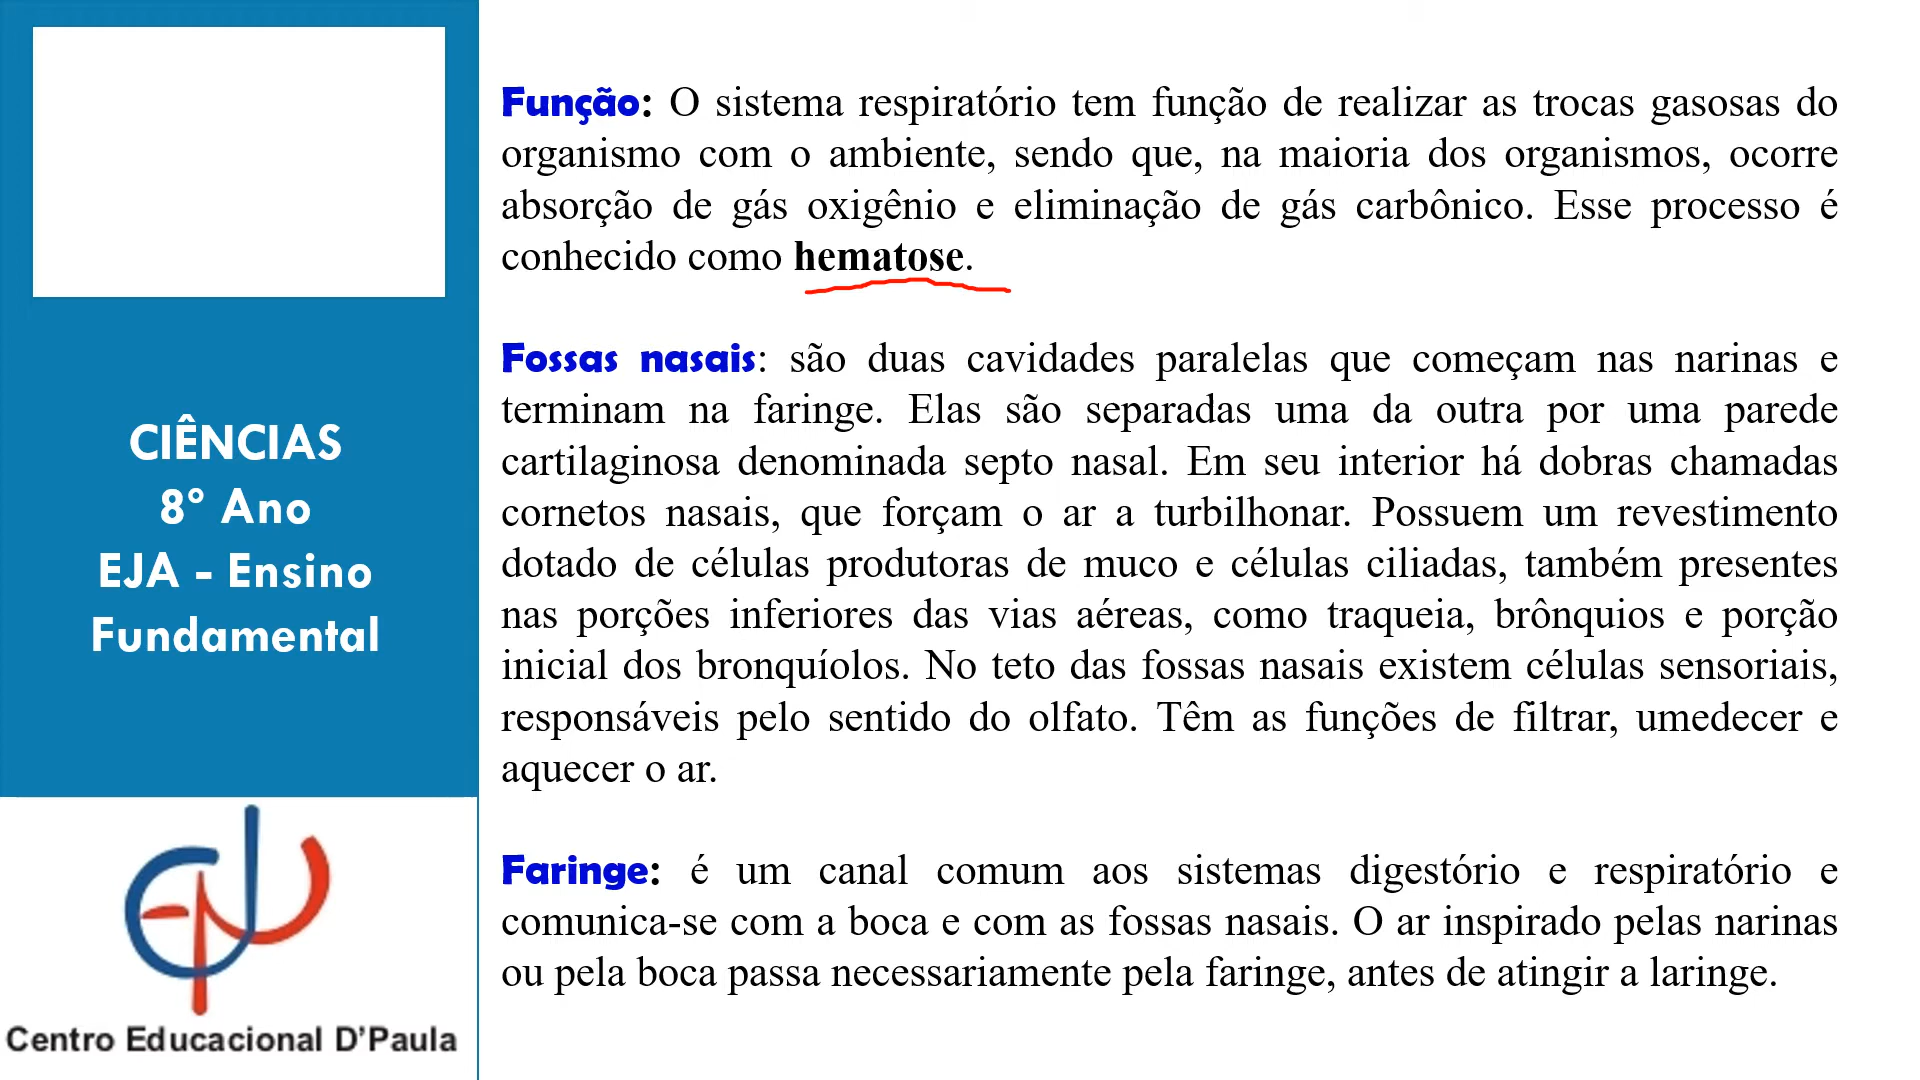 CIÊNCIAS
8° Ano
EJA - Ensino
Fundamental
Centro Educacional D'Paula
Função: O sistema respiratório tem função de realizar as trocas gasosas do
organismo com o ambiente, sendo que, na maioria dos organismos, ocorre
absorção de gás oxigênio e eliminação de gás carbônico. Esse processo é
conhecido como hematose.
Fossas nasais: são duas cavidades paralelas que começam nas narinas e
terminam na faringe. Elas são separadas uma da outra por uma parede
cartilaginosa denominada septo nasal. Em seu interior há dobras chamadas
cornetos nasais, que forçam o ar a turbilhonar. Possuem um revestimento
dotado de células produtoras de muco e células ciliadas, também presentes
nas porções inferiores das vias aéreas, como traqueia, brônquios e porção
inicial dos bronquíolos. No teto das fossas nasais existem células sensoriais,
responsáveis pelo sentido do olfato. Têm as funções de filtrar, umedecer e
aquecer o ar.
Faringe: é um canal comum aos sistemas digestório e respiratório e
comunica-se com a boca e com as fossas nasais. O ar inspirado pelas narinas
ou pela boca passa necessariamente pela faringe, antes de atingir a laringe.